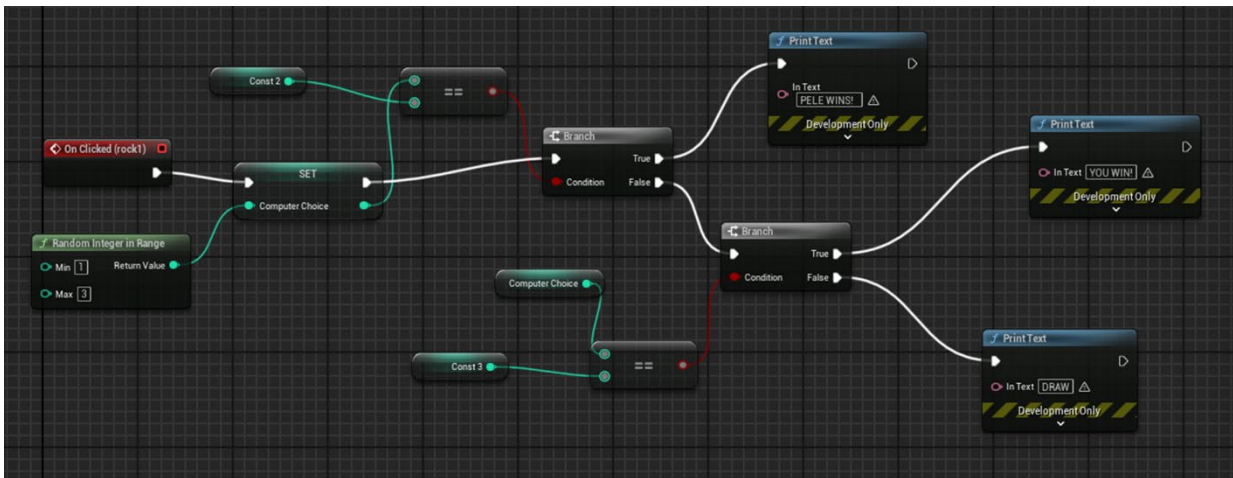 Print Text
In Text
PELE WINS!
Development Only
Const 2
==
On Clicked (rock1)
SET
Computer Choice
Branch
True
Condition
False
Print Text
In Text YOU WIN!
Development Only
Random Integer in Range
Min 1 Return Value
Max 3
Branch
True
Condition
False
Computer Choice
Const 3
==
Print Text
In Text DRAW
Development Only